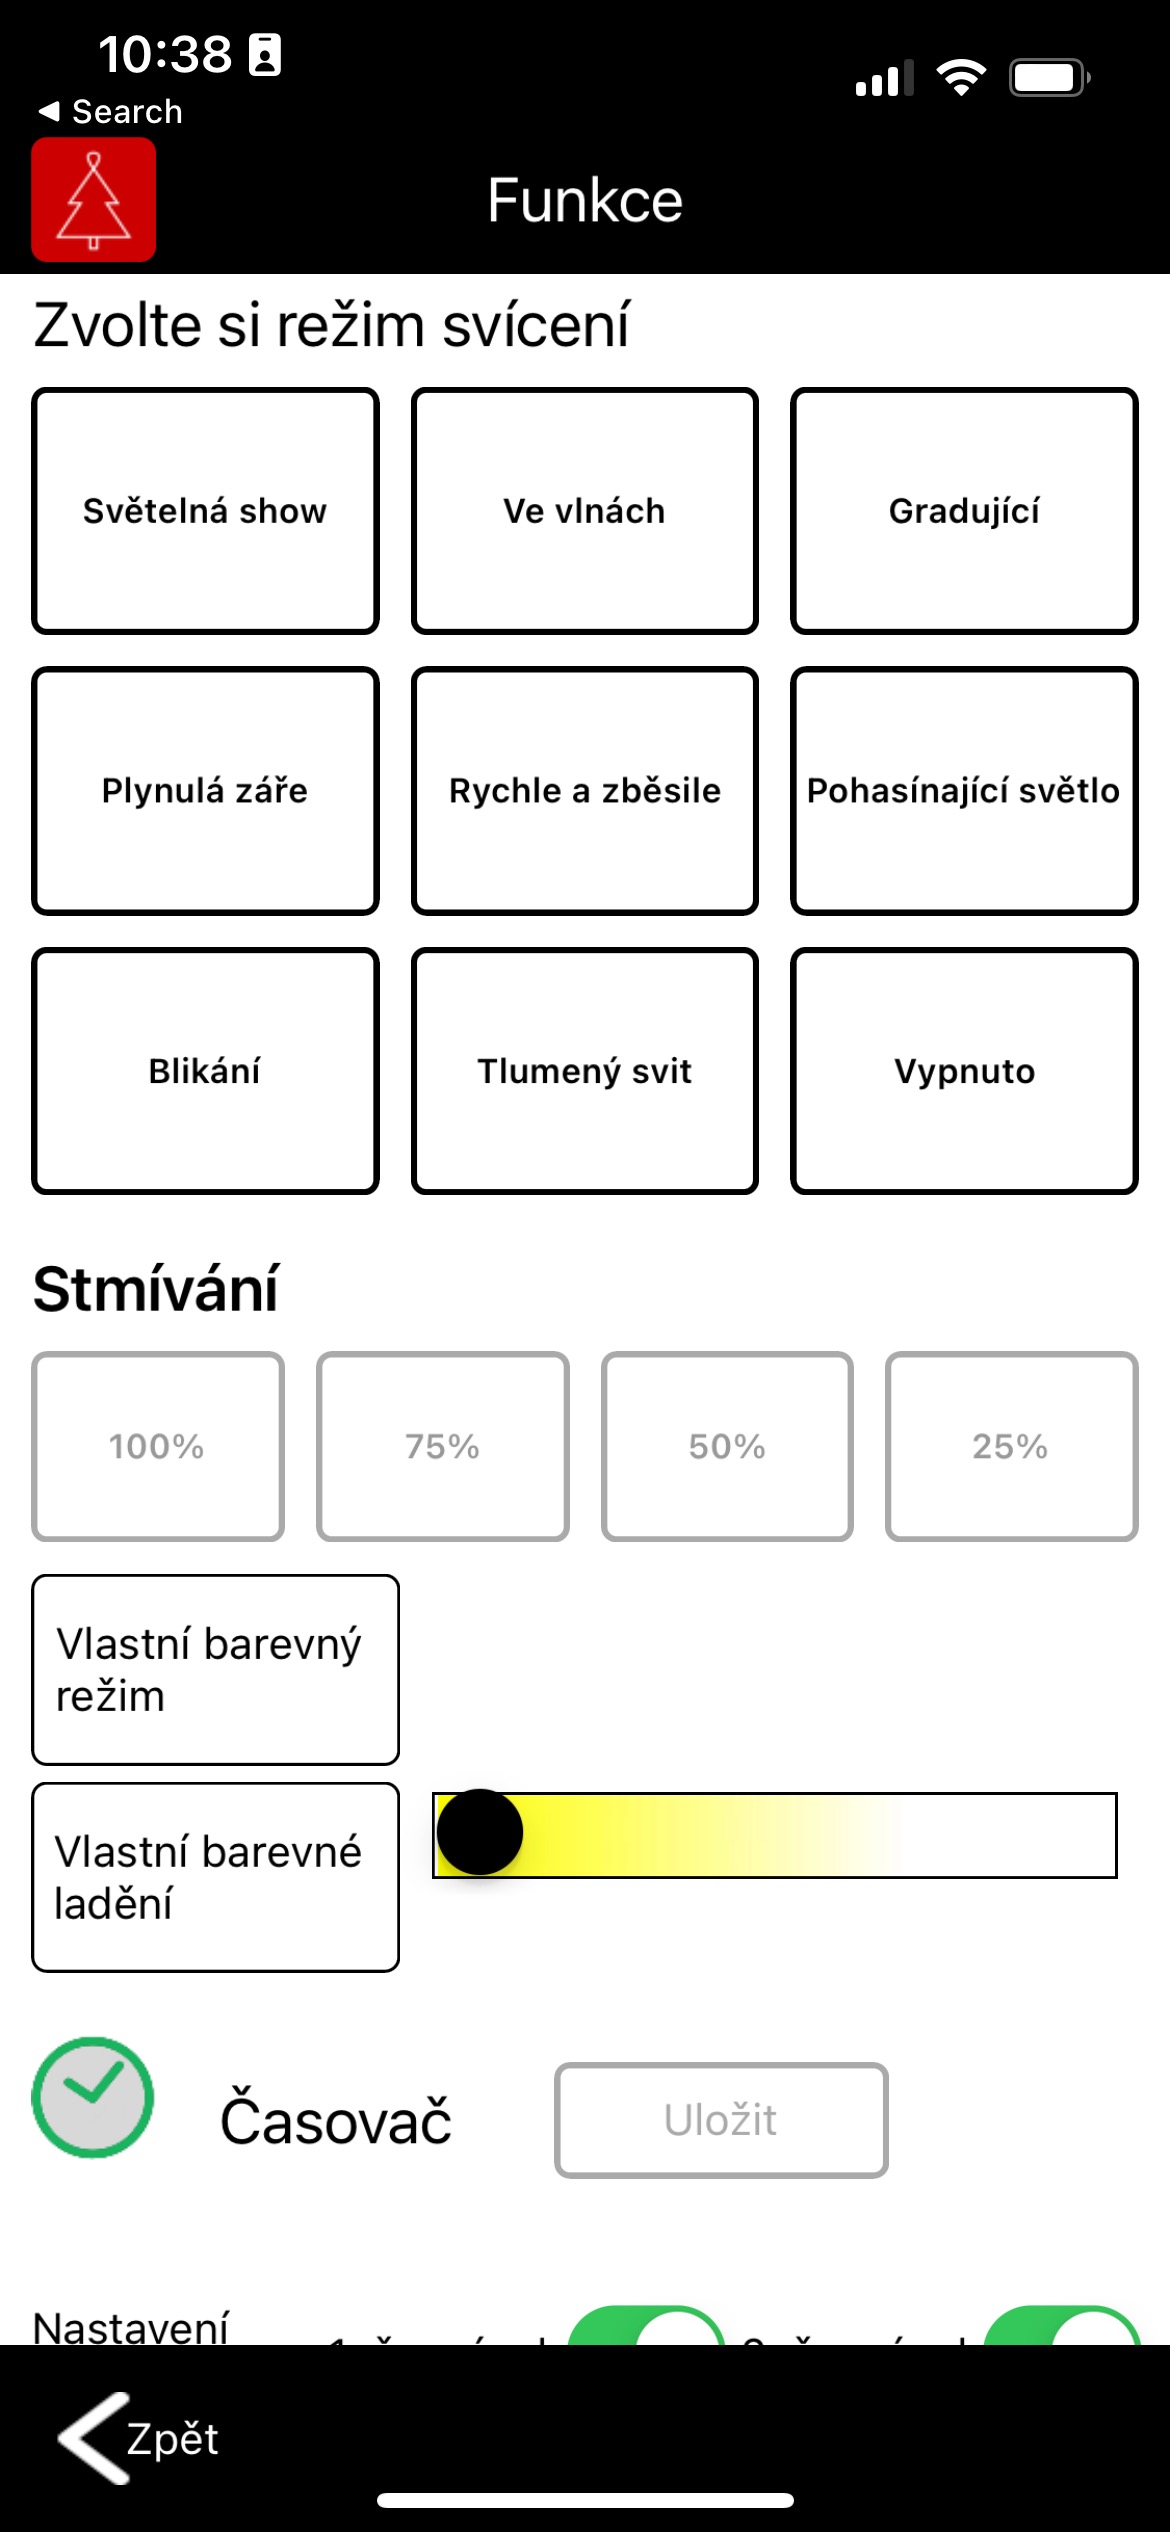 10:38
Search
Funkce
Zvolte si režim svícení
Světelná show
Ve vlnách
Gradující
Plynulá záře
Rychle a zběsile
Pohasínající světlo
Blikání
Tlumený svit
Vypnuto
Stmívání
100%
75%
50%
25%
Vlastní barevný
režim
Vlastní barevné
ladění
Časovač
Uložit
Nastavení
Zpět